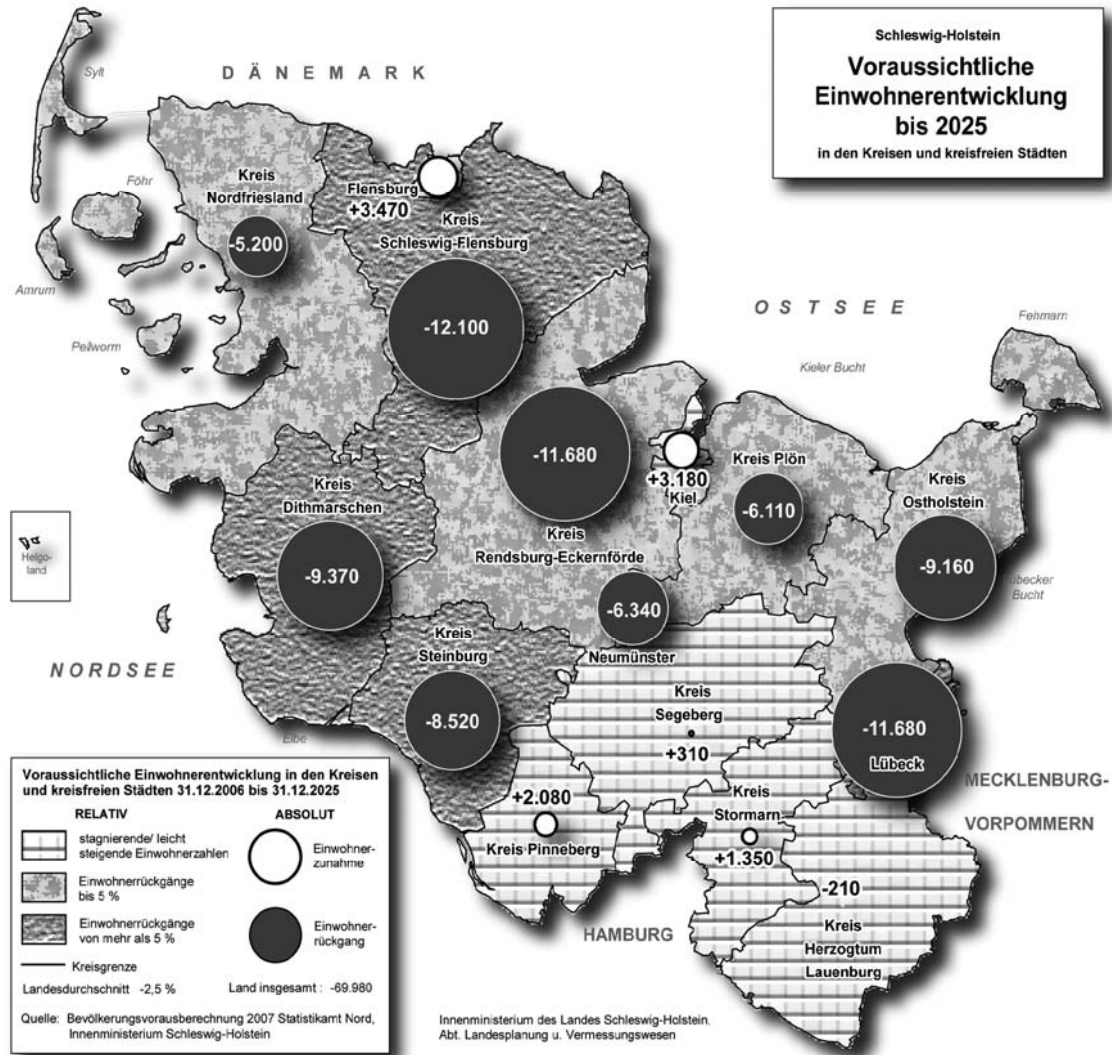 Schleswig-Holstein
Voraussichtliche
Einwohnerentwicklung
bis 2025
in den Kreisen und kreisfreien Städten
Sylt
DÄNEMARK
Föhr
Amrum
Pellworm
Kreis
Nordfriesland
-5.200
Flensburg
+3.470
Kreis
Schleswig-Flensburg
-12.100
OSTSEE
Fehmarn
Kieler Bucht
-11.680
Kreis
Rendsburg-Eckernförde
+3.180
Kiel
Kreis Plön
-6.110
Kreis
Ostholstein
-9.160
Lübecker
Bucht
Kreis
Dithmarschen
-9.370
Helgo-
land
NORDSEE
-6.340
Neumünster
Kreis
Steinburg
-8.520
Elbe
Kreis
Segeberg
+310
-11.680
Lübeck
MECKLENBURG-
VORPOMMERN
+2.080
Kreis Pinneberg
Kreis
Stormarn
+1.350
-210
Kreis
Herzogtum
Lauenburg
HAMBURG
Voraussichtliche Einwohnerentwicklung in den Kreisen
und kreisfreien Städten 31.12.2006 bis 31.12.2025
RELATIV
ABSOLUT
stagnierende/ leicht
steigende Einwohnerzahlen
Einwohner-
zunahme
Einwohnerrückgänge
bis 5 %
Einwohnerrückgänge
von mehr als 5 %
Einwohner-
rückgang
Kreisgrenze
Landesdurchschnitt -2,5 %
Land insgesamt : -69.980
Quelle: Bevölkerungsvorausberechnung 2007 Statistikamt Nord,
Innenministerium Schleswig-Holstein
Innenministerium des Landes Schleswig-Holstein.
Abt. Landesplanung u. Vermessungswesen